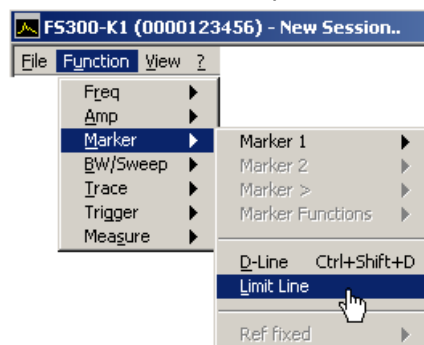 FS300-K1 (0000123456) - New Session..
File Function View ?
Freq
Amp
Marker
BW/Sweep
Trace
Trigger
Measure
Marker 1
Marker 2
Marker >
Marker Functions
D-Line Ctrl+Shift+D
Limit Line
Ref fixed